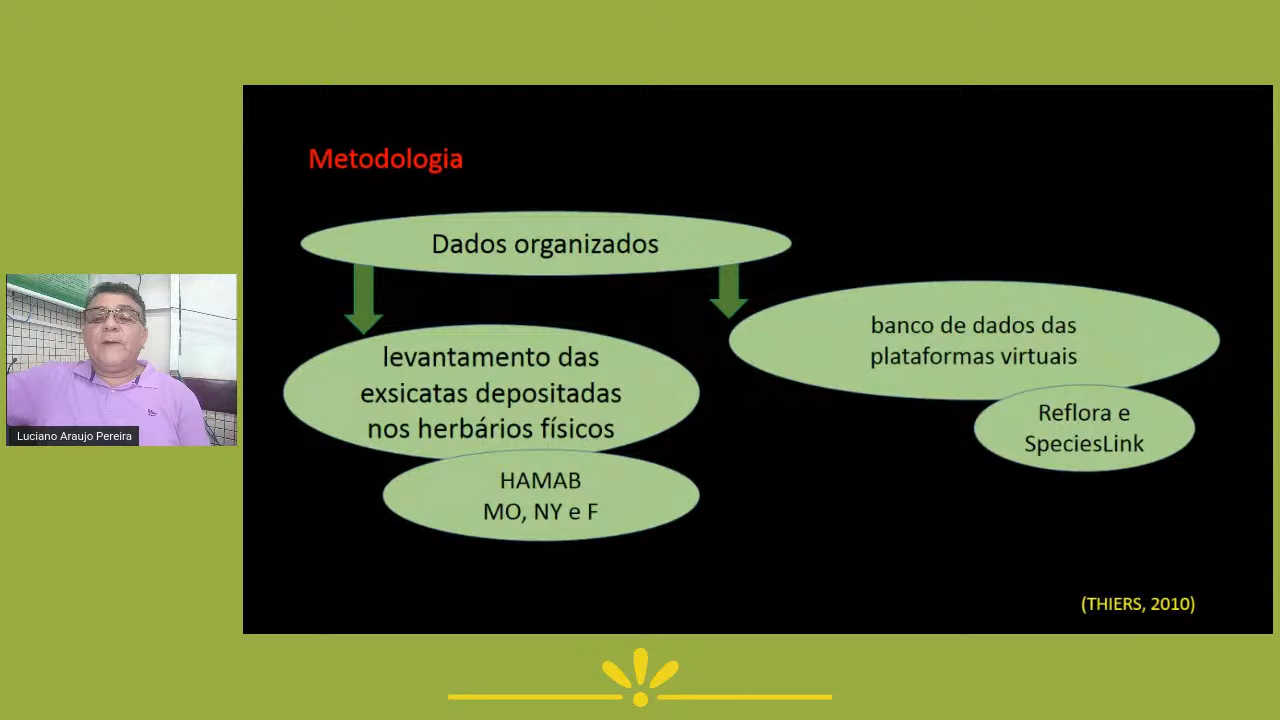 Metodologia
Dados organizados
levantamento das
exsicatas depositadas
nos herbários físicos
HAMAB
MO, NY e F
banco de dados das
plataformas virtuais
Reflora e
SpeciesLink
(THIERS, 2010)
Luciano Araujo Pereira